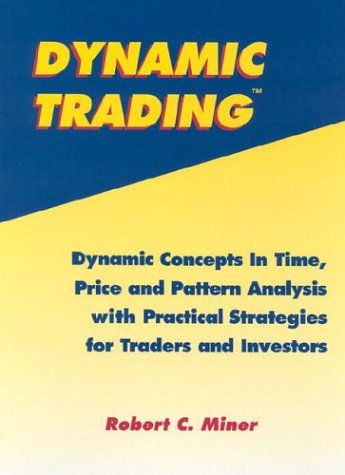 DYNAMIC
TRADING™
Dynamic Concepts In Time,
Price and Pattern Analysis
with Practical Strategies
for Traders and Investors
Robert C. Miner